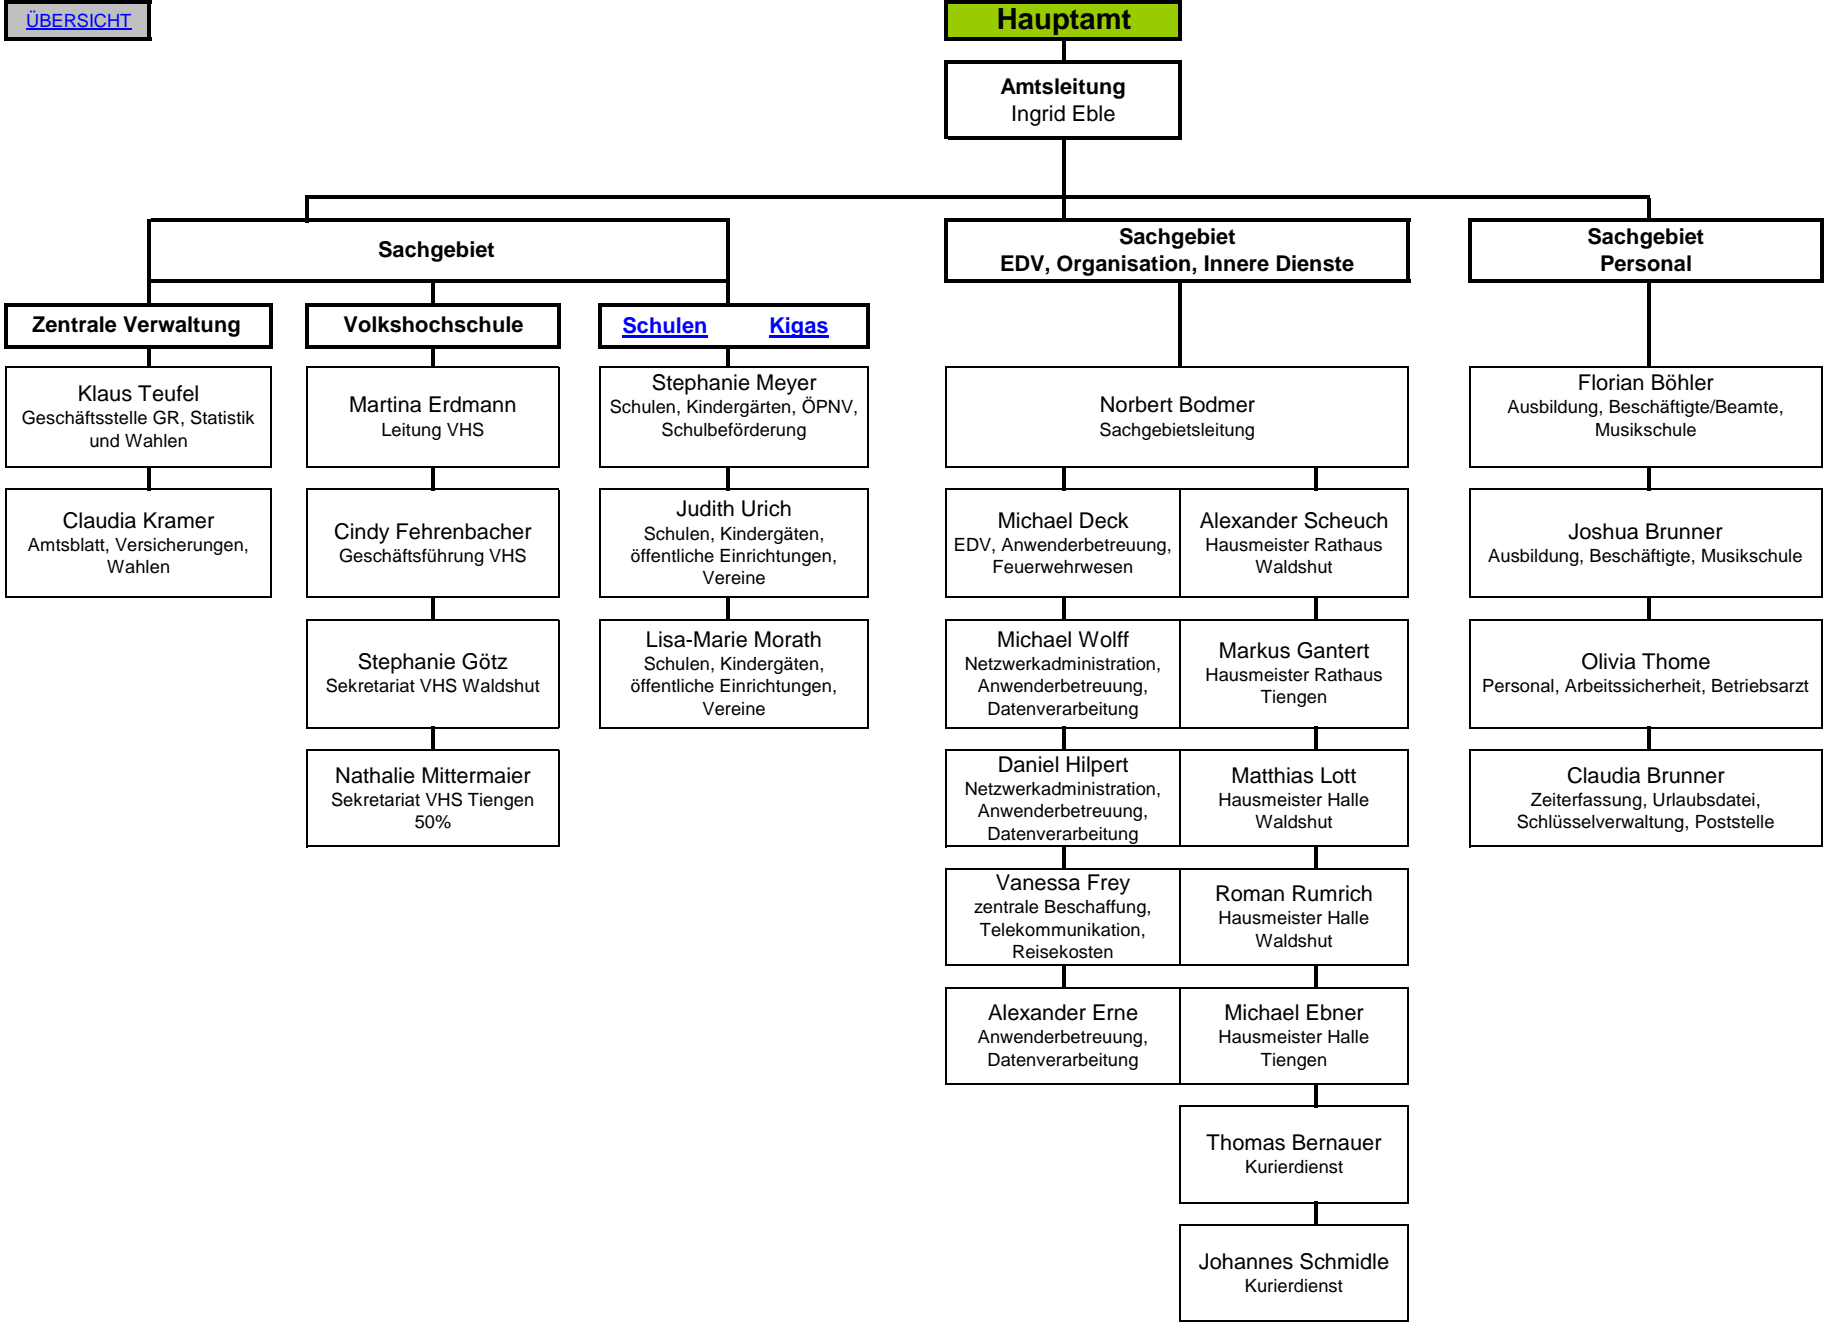 ÜBERSICHT
Hauptamt
Amtsleitung
Ingrid Eble
Sachgebiet
Sachgebiet
EDV, Organisation, Innere Dienste
Sachgebiet
Personal
Zentrale Verwaltung
Volkshochschule
Schulen Kigas
Klaus Teufel
Geschäftsstelle GR, Statistik
und Wahlen
Martina Erdmann
Leitung VHS
Stephanie Meyer
Schulen, Kindergärten, ÖPNV,
Schulbeförderung
Norbert Bodmer
Sachgebietsleitung
Florian Böhler
Ausbildung, Beschäftigte/Beamte,
Musikschule
Claudia Kramer
Amtsblatt, Versicherungen,
Wahlen
Cindy Fehrenbacher
Geschäftsführung VHS
Judith Urich
Schulen, Kindergäten,
öffentliche Einrichtungen,
Vereine
Michael Deck
EDV, Anwenderbetreuung,
Feuerwehrwesen
Alexander Scheuch
Hausmeister Rathaus
Waldshut
Joshua Brunner
Ausbildung, Beschäftigte, Musikschule
Stephanie Götz
Sekretariat VHS Waldshut
Lisa-Marie Morath
Schulen, Kindergäten,
öffentliche Einrichtungen,
Vereine
Michael Wolff
Netzwerkadministration,
Anwenderbetreuung,
Datenverarbeitung
Markus Gantert
Hausmeister Rathaus
Tiengen
Olivia Thome
Personal, Arbeitssicherheit, Betriebsarzt
Nathalie Mittermaier
Sekretariat VHS Tiengen
50%
Daniel Hilpert
Netzwerkadministration,
Anwenderbetreuung,
Datenverarbeitung
Matthias Lott
Hausmeister Halle
Waldshut
Claudia Brunner
Zeiterfassung, Urlaubsdatei,
Schlüsselverwaltung, Poststelle
Vanessa Frey
zentrale Beschaffung,
Telekommunikation,
Reisekosten
Roman Rumrich
Hausmeister Halle
Waldshut
Alexander Erne
Anwenderbetreuung,
Datenverarbeitung
Michael Ebner
Hausmeister Halle
Tiengen
Thomas Bernauer
Kurierdienst
Johannes Schmidle
Kurierdienst